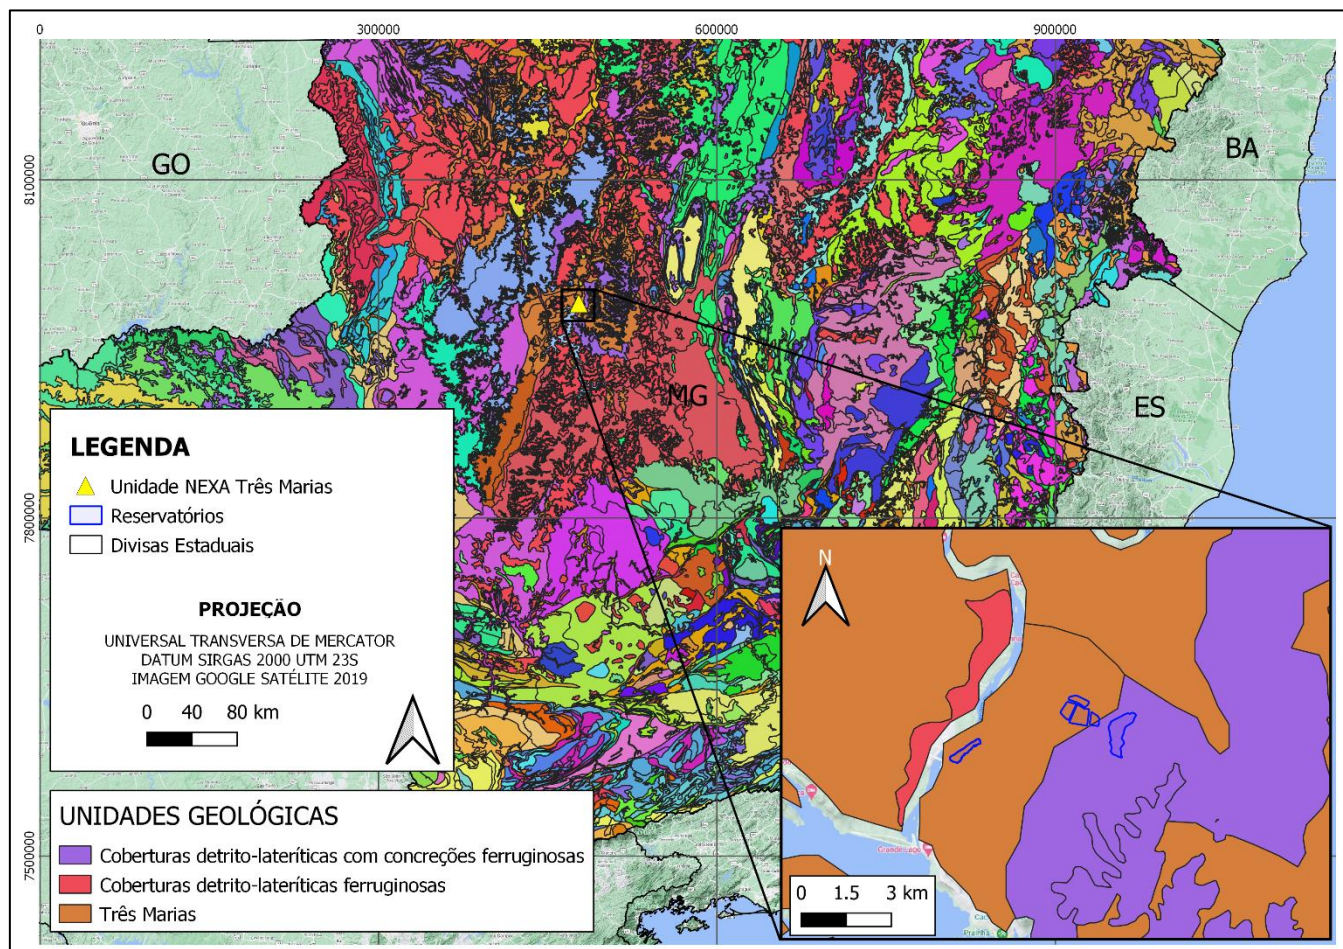 0
300000
600000
900000
8100000
7800000
7500000
GO
BA
MG
ES
LEGENDA
Unidade NEXA Três Marias
Reservatórios
Divisas Estaduais
PROJEÇÃO
UNIVERSAL TRANSVERSA DE MERCATOR
DATUM SIRGAS 2000 UTM 23S
IMAGEM GOOGLE SATÉLITE 2019
0 40 80 km
UNIDADES GEOLÓGICAS
Coberturas detrito-lateríticas com concreções ferruginosas
Coberturas detrito-lateríticas ferruginosas
Três Marias
N
Grande Lago
0 1.5 3 km